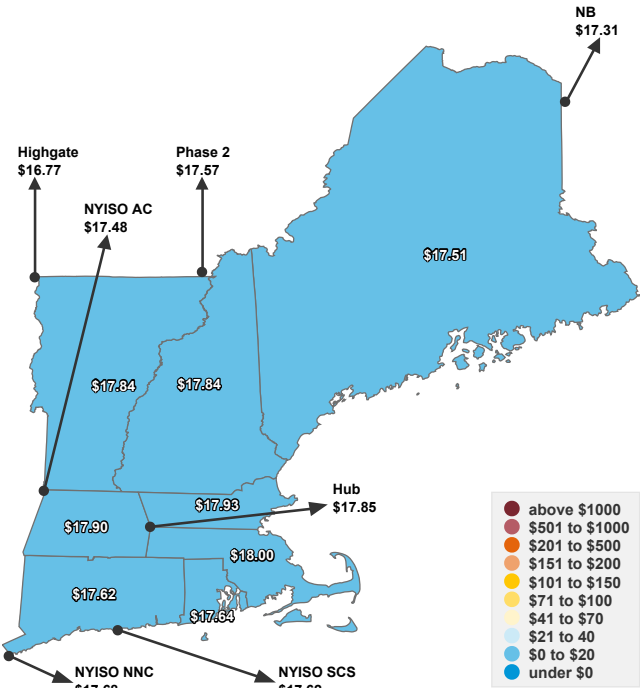 NB
$17.31
Highgate
$16.77
Phase 2
$17.57
NYISO AC
$17.48
$17.51
$17.84
$17.84
Hub
$17.85
$17.93
$17.90
$18.00
$17.62
$17.64
NYISO NNC
NYISO SCS
above $1000
$501 to $1000
$201 to $500
$151 to $200
$101 to $150
$71 to $100
$41 to $70
$21 to 40
$0 to $20
under $0